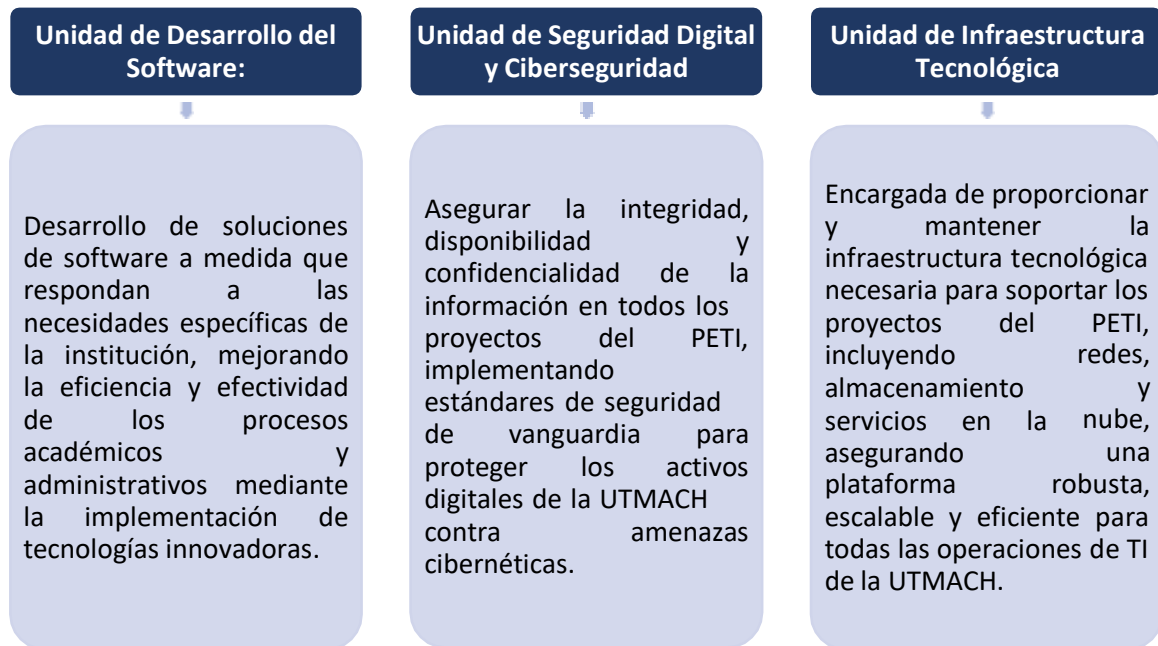 Unidad de Desarrollo del
Software:
Desarrollo de soluciones
de software a medida que
respondan a las
necesidades específicas de
la institución, mejorando
la eficiencia y efectividad
de los procesos
académicos y
administrativos mediante
la implementación de
tecnologías innovadoras.
Unidad de Seguridad Digital
y Ciberseguridad
Asegurar la integridad,
disponibilidad y
confidencialidad de la
información en todos los
proyectos del PETI,
implementando
estándares de seguridad
de vanguardia para
proteger los activos
digitales de la UTMACH
contra amenazas
cibernéticas.
Unidad de Infraestructura
Tecnológica
Encargada de proporcionar
y mantener la
infraestructura tecnológica
necesaria para soportar los
proyectos del PETI,
incluyendo redes,
almacenamiento y
servicios en la nube,
asegurando una
plataforma robusta,
escalable y eficiente para
todas las operaciones de TI
de la UTMACH.